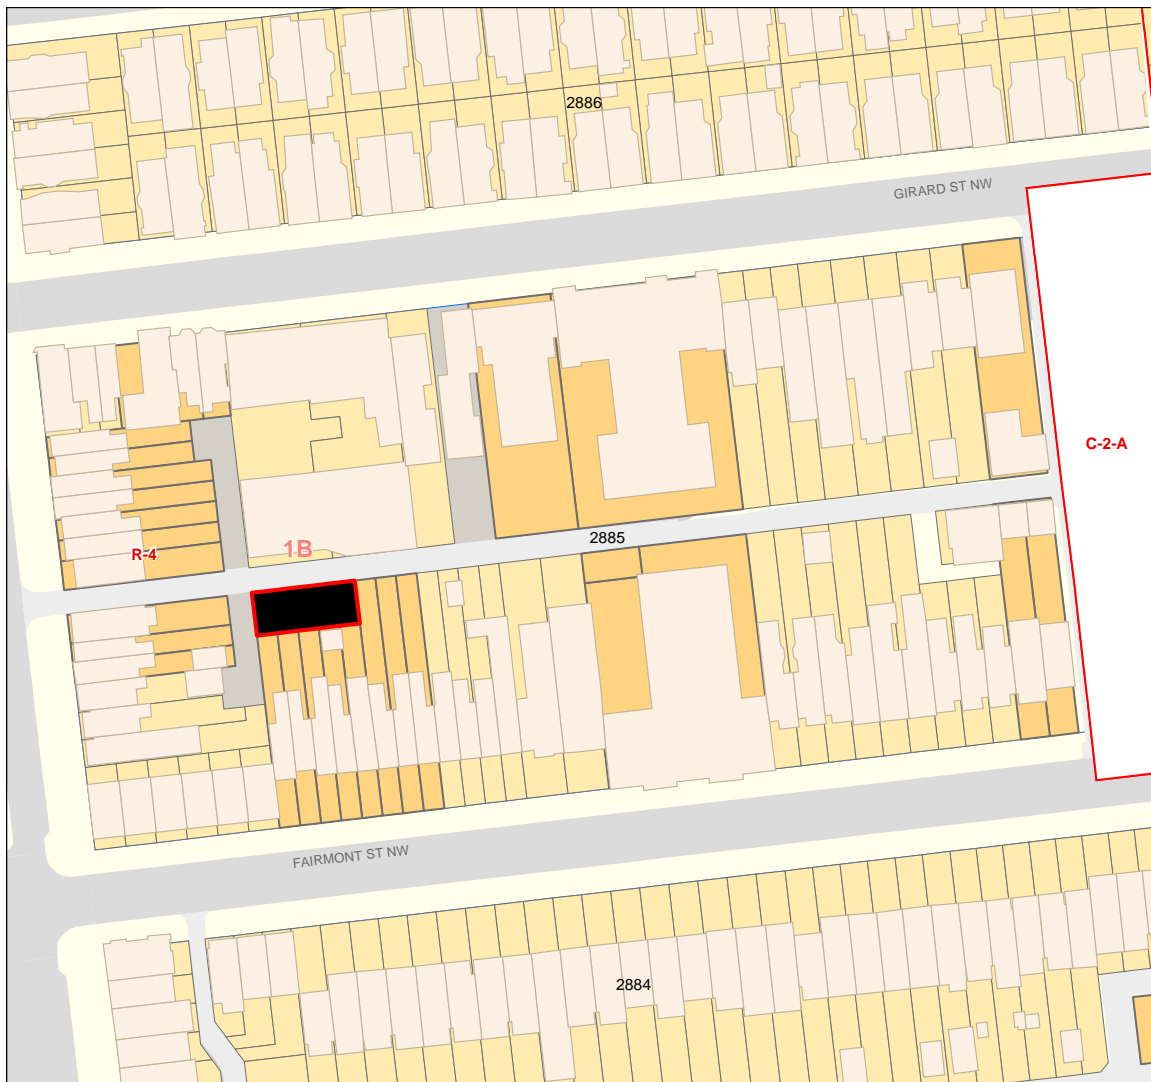 2886
GIRARD ST NW
C-2-A
2885
1B
R-4
FAIRMONT ST NW
2884